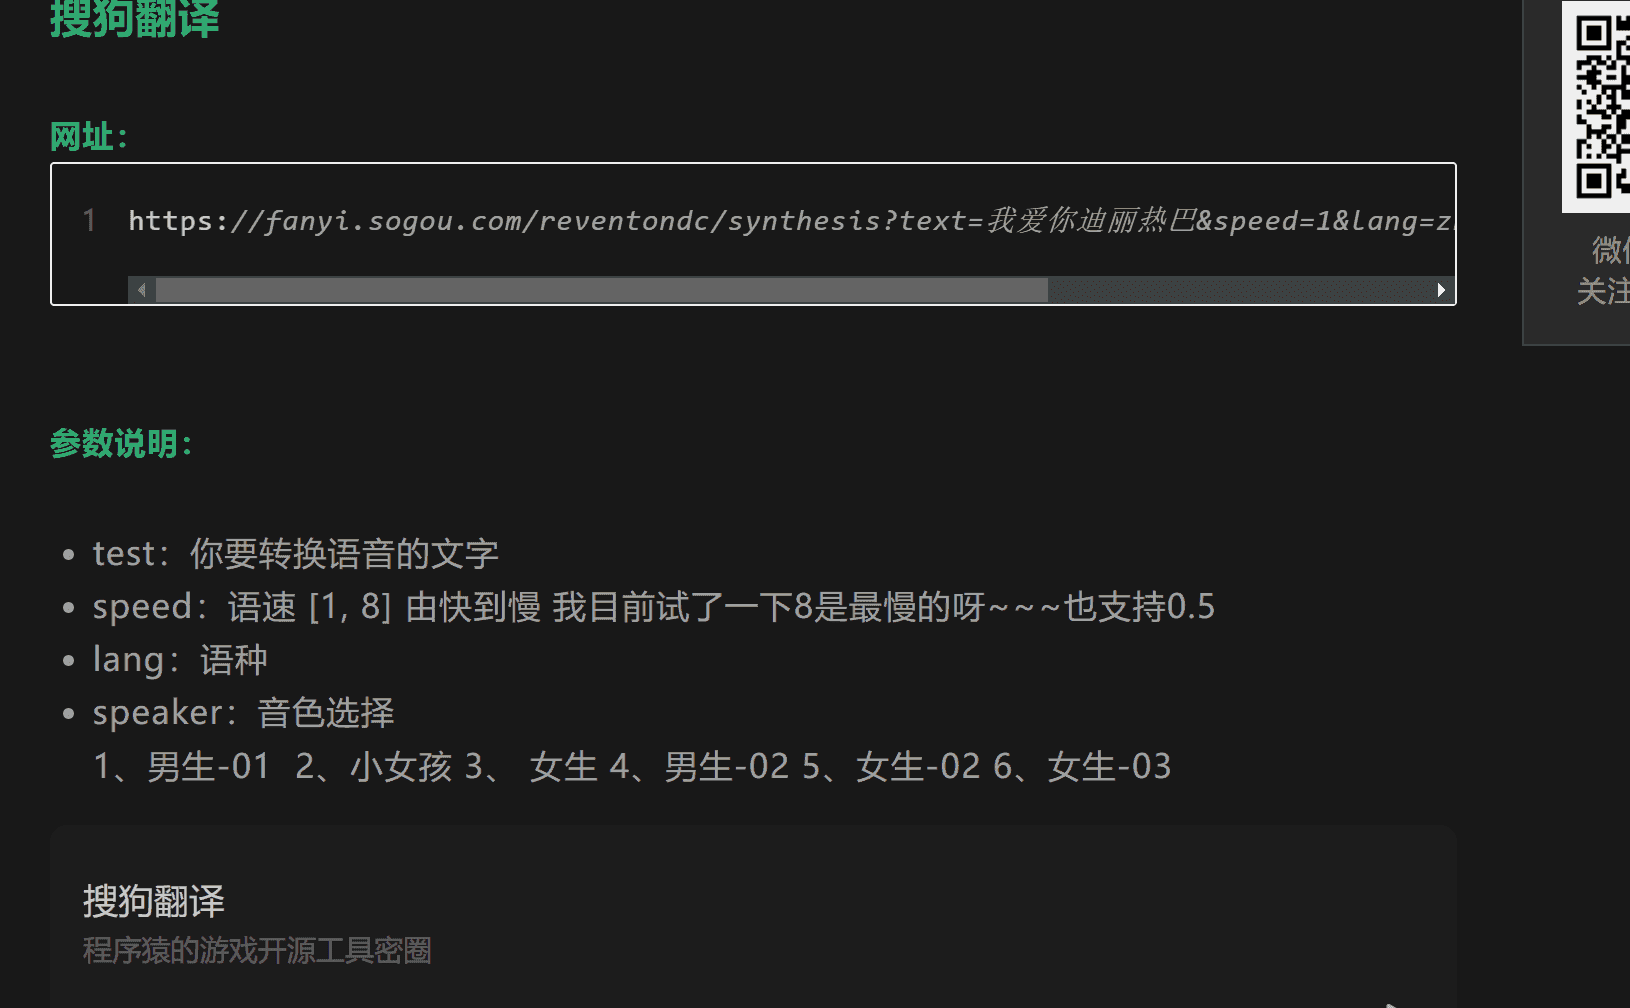 搜狗翻译
网址：
1 https://fanyi.sogou.com/reventondc/synthesis?text=我爱你迪丽热巴&speed=1&lang=z
微
关注
参数说明：
test：你要转换语音的文字
speed：语速 [1, 8] 由快到慢 我目前试了一下8是最慢的呀~~~也支持0.5
lang：语种
speaker：音色选择
1、男生-01 2、小女孩 3、 女生 4、男生-02 5、女生-02 6、女生-03
搜狗翻译
程序猿的游戏开源工具密圈